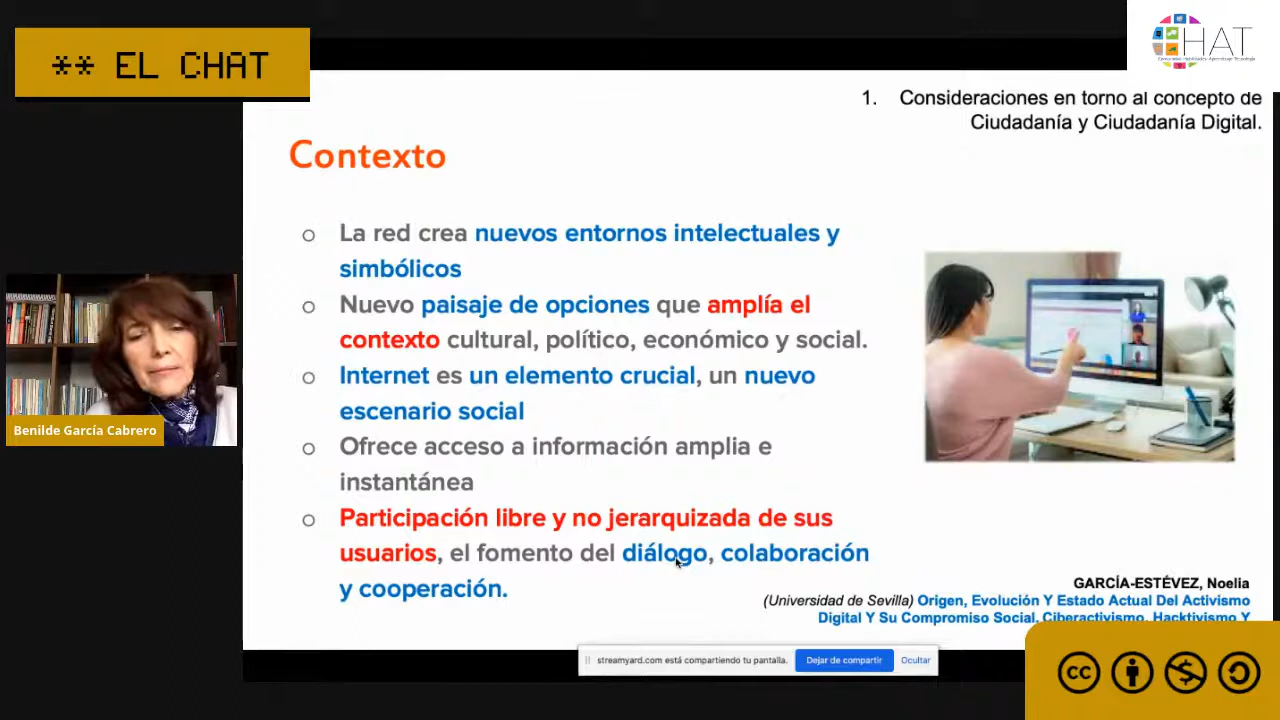 ** EL CHAT
CHAT
1. Consideraciones en torno al concepto de
Ciudadanía y Ciudadanía Digital.
Contexto
La red crea nuevos entornos intelectuales y
simbólicos
Nuevo paisaje de opciones que amplía el
contexto cultural, político, económico y social.
Internet es un elemento crucial, un nuevo
escenario social
Ofrece acceso a información amplia e
instantánea
Participación libre y no jerarquizada de sus
usuarios, el fomento del diálogo, colaboración
y cooperación.
Benilde García Cabrero
GARCÍA-ESTÉVEZ, Noelia
(Universidad de Sevilla) Origen, Evolución Y Estado Actual Del Activismo
Digital Y Su Compromiso Social. Ciberactivismo, Hacktivismo Y
streamyard.com está compartiendo tu pantalla.
Dejar de compartir
Ocultar
cc